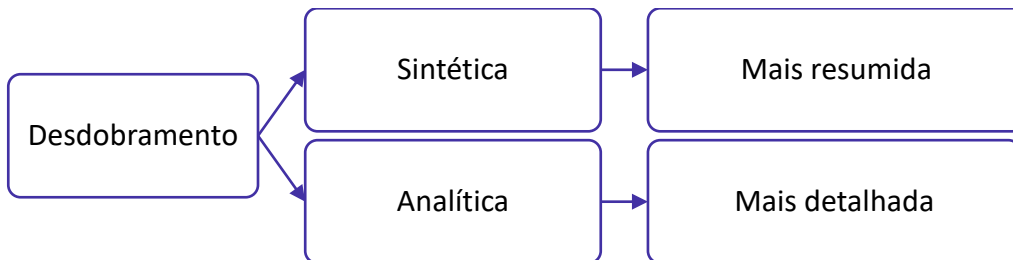 Desdobramento
Sintética
Mais resumida
Analítica
Mais detalhada